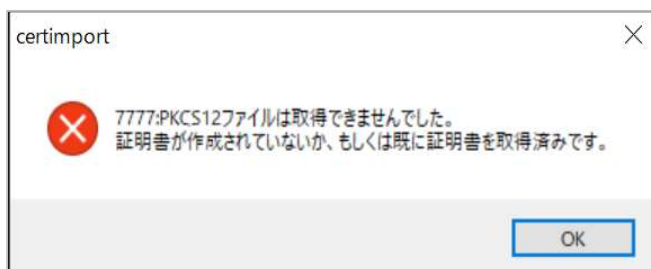 certimport
7777:PKCS12ファイルは取得できませんでした。
証明書が作成されていないか、もしくは既に証明書を取得済みです。
OK